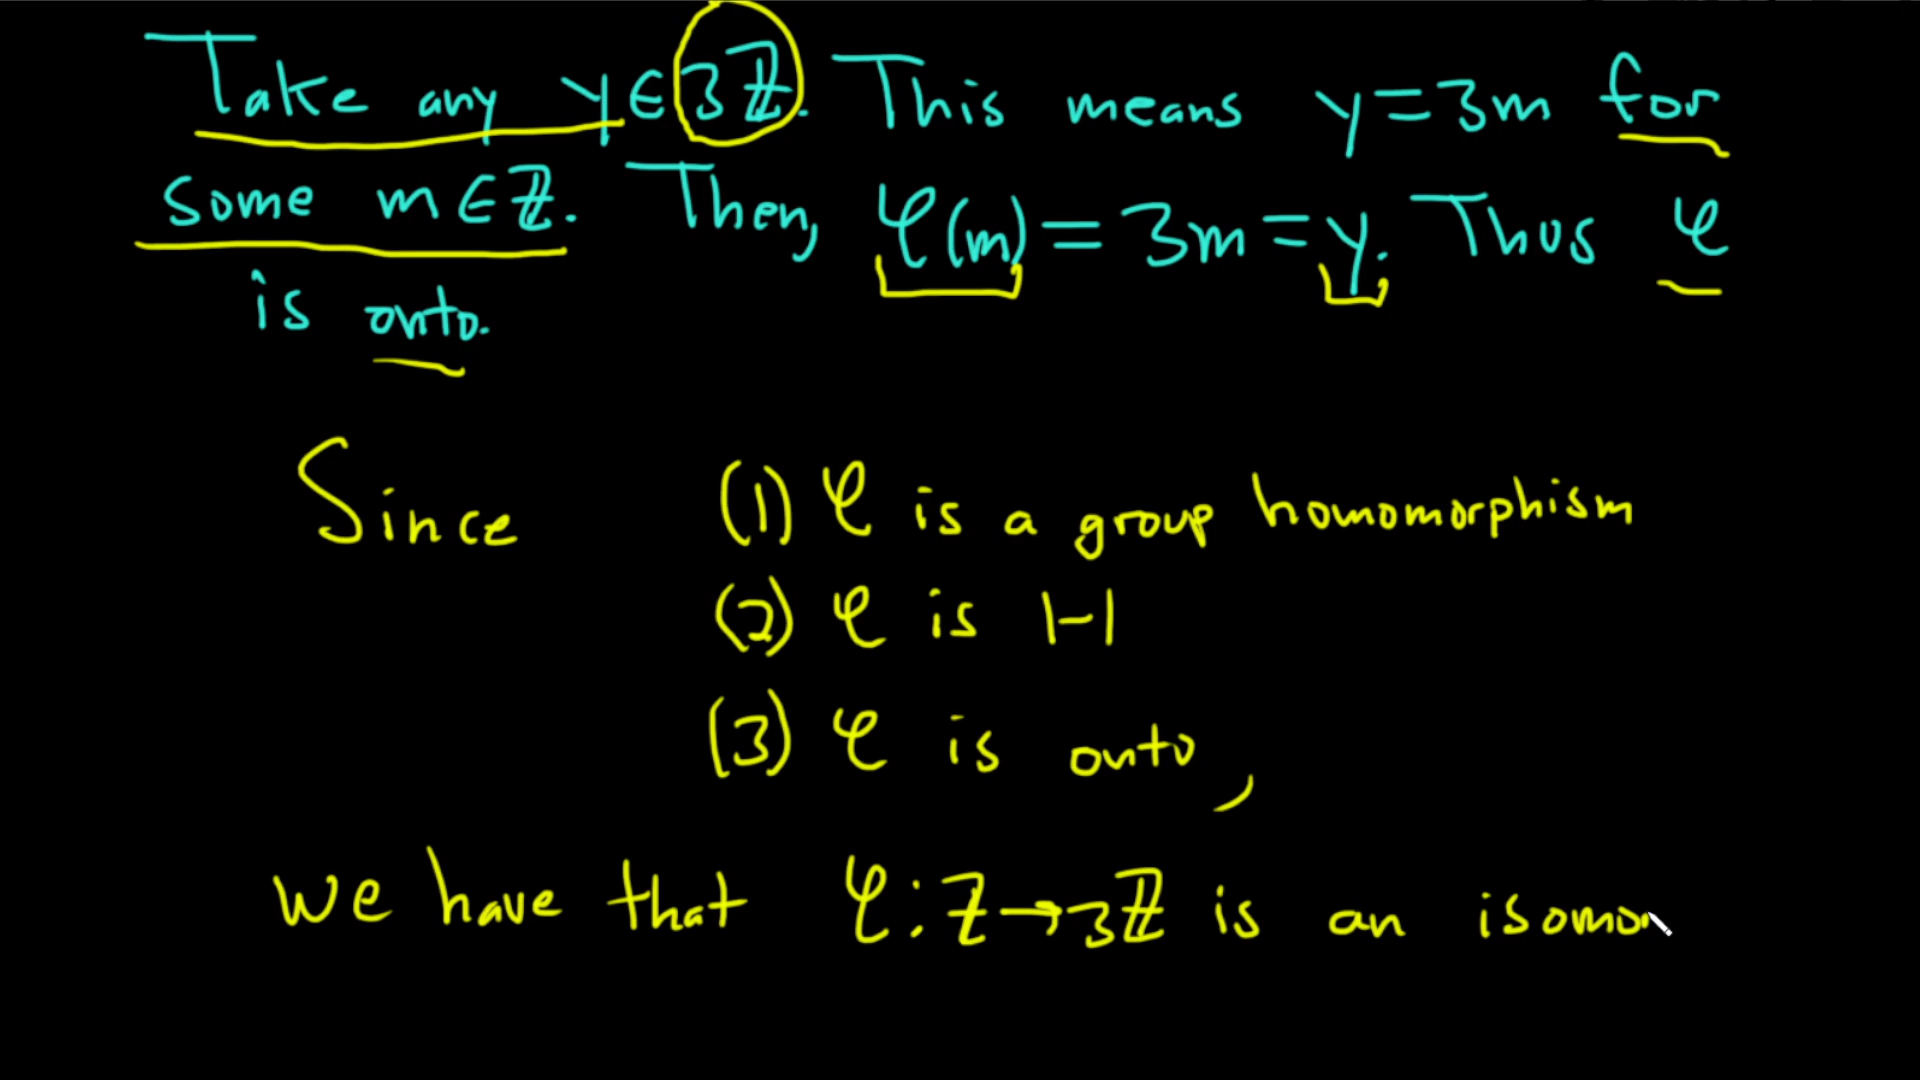 Take any y∈3ℤ. This means y=3m for
some m∈ℤ. Then, φ(m)=3m=y. Thus φ
is onto.
Since (1) φ is a group homomorphism
(2) φ is 1-1
(3) φ is onto,
we have that φ:ℤ→3ℤ is an isomo